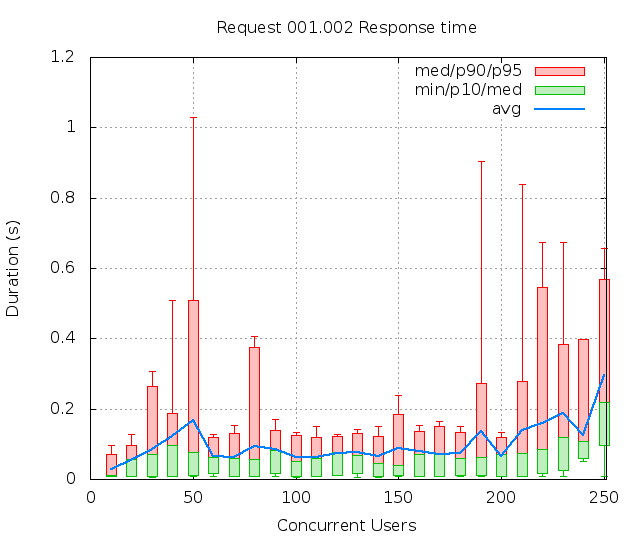 Request 001.002 Response time
1.2
1
0.8
0.6
0.4
0.2
0
Duration (s)
med/p90/p95
min/p10/med
avg
0 50 100 150 200 250
Concurrent Users